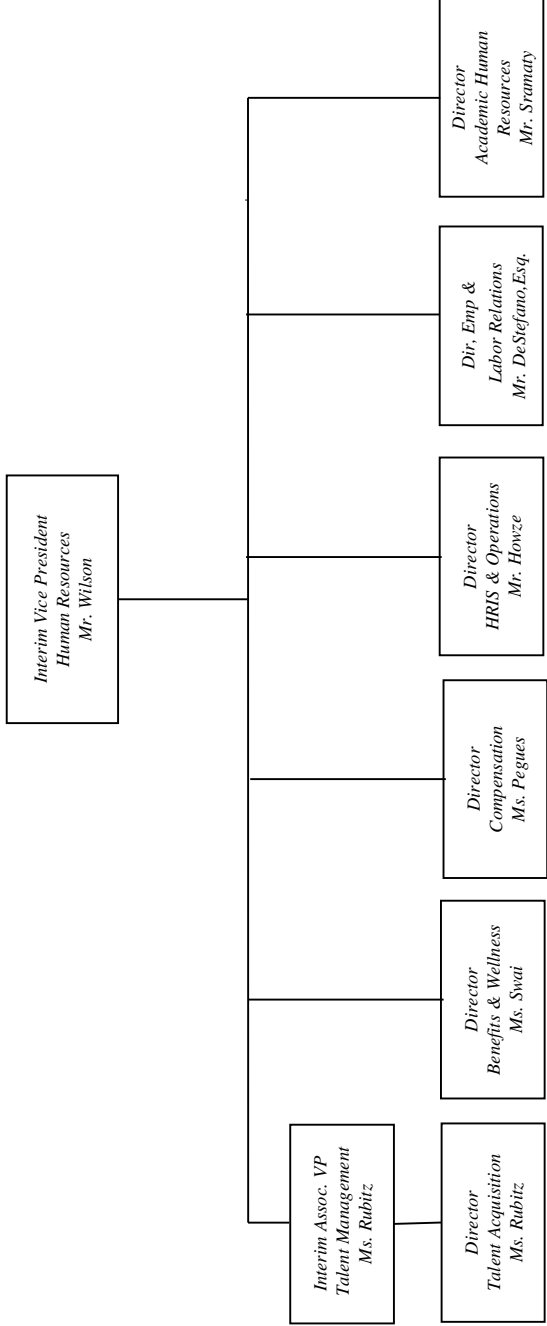 Interim Vice President
Human Resources
Mr. Wilson
Interim Assoc. VP
Talent Management
Ms. Rubitz
Director
Talent Acquisition
Ms. Rubitz
Director
Benefits & Wellness
Ms. Swai
Director
Compensation
Ms. Pegues
Director
HRIS & Operations
Mr. Howze
Dir, Emp &
Labor Relations
Mr. DeStefano,Esq.
Director
Academic Human
Resources
Mr. Sramaty